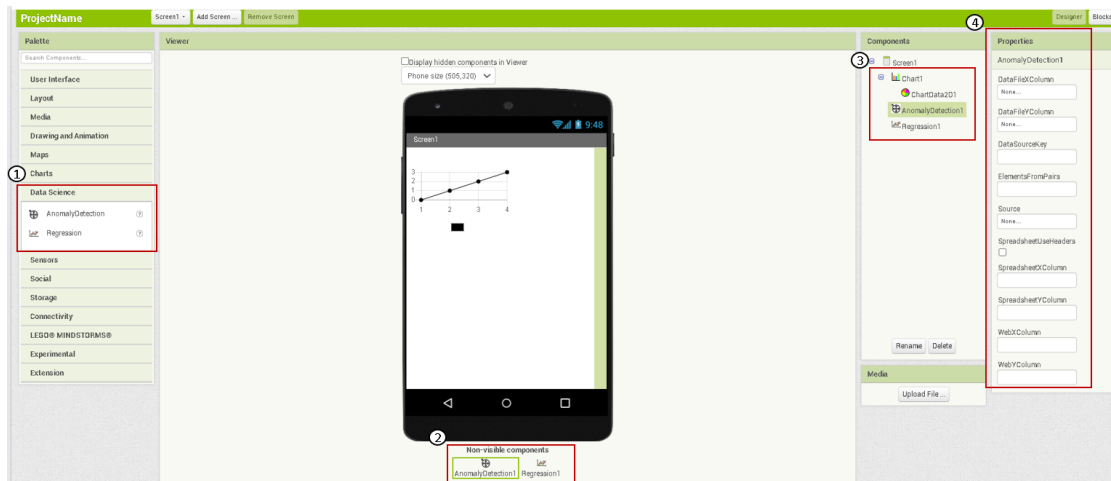 ProjectName
Screen1
Add Screen ...
Remove Screen
Designer
Blocks
Palette
Search Components...
User Interface
Layout
Media
Drawing and Animation
Maps
Charts
1
Data Science
AnomalyDetection
Regression
Sensors
Social
Storage
Connectivity
LEGO® MINDSTORMS®
Experimental
Extension
Viewer
Display hidden components in Viewer
Phone size (505,320)
9:48
Screen1
3
2
1
0
1 2 3 4
2
Non-visible components
AnomalyDetection1 Regression1
Components
3
Screen1
Chart1
ChartData2D1
AnomalyDetection1
Regression1
Rename Delete
Media
Upload File ...
4
Properties
AnomalyDetection1
DataFileXColumn
None...
DataFileYColumn
None...
DataSourceKey
ElementsFromPairs
Source
None...
SpreadsheetUseHeaders
SpreadsheetXColumn
SpreadsheetYColumn
WebXColumn
WebYColumn